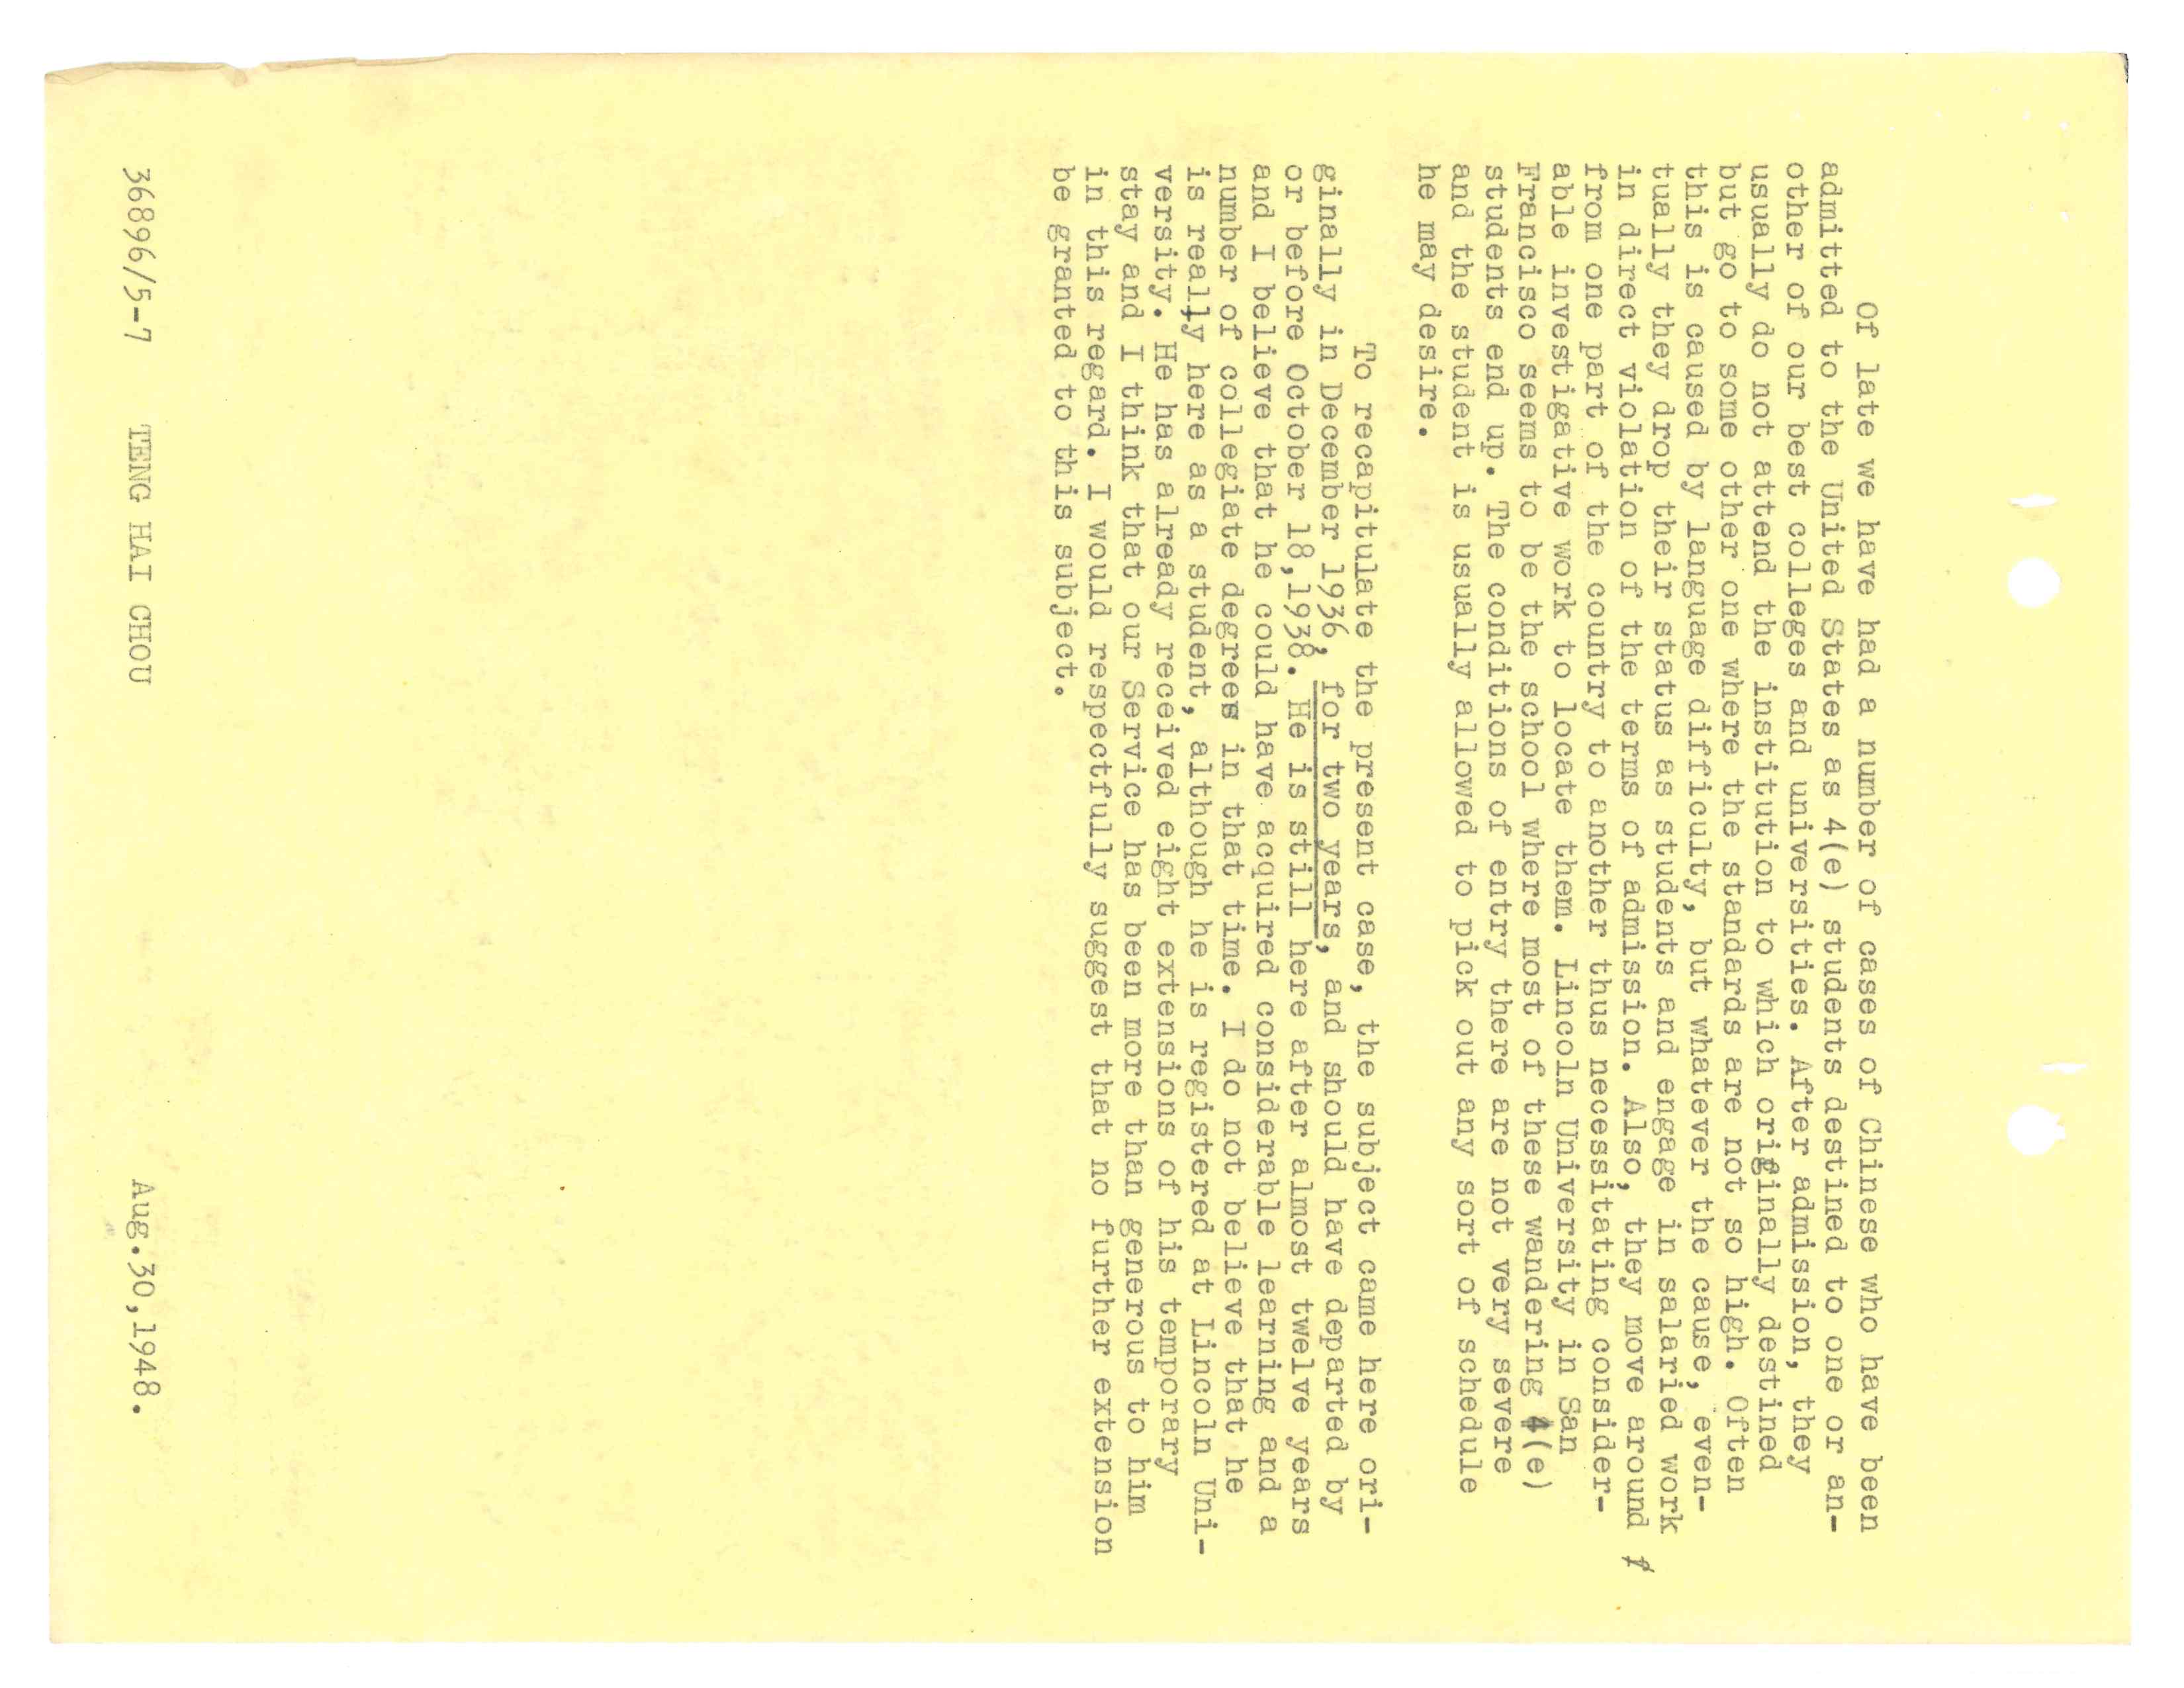 Of late we have had a number of cases of Chinese who have been
admitted to the United States as 4(e) students destined to one or an-
other of our best colleges and universities. After admission, they
usually do not attend the institution to which originally destined
but go to some other one where the standards are not so high. Often
this is caused by language difficulty, but whatever the cause, even-
tually they drop their status as students and engage in salaried work
in direct violation of the terms of admission. Also, they move around
from one part of the country to another thus necessitating consider-
able investigative work to locate them. Lincoln University in San
Francisco seems to be the school where most of these wandering 4(e)
students end up. The conditions of entry there are not very severe
and the student is usually allowed to pick out any sort of schedule
he may desire.
To recapitulate the present case, the subject came here ori-
ginally in December 1936, for two years, and should have departed by
or before October 18,1938. He is still here after almost twelve years
and I believe that he could have acquired considerable learning and a
number of collegiate degrees in that time. I do not believe that he
is really here as a student, although he is registered at Lincoln Uni-
versity. He has already received eight extensions of his temporary
stay and I think that our Service has been more than generous to him
in this regard. I would respectfully suggest that no further extension
be granted to this subject.
36896/5-7 TENG HAI CHOU Aug.30,1948.